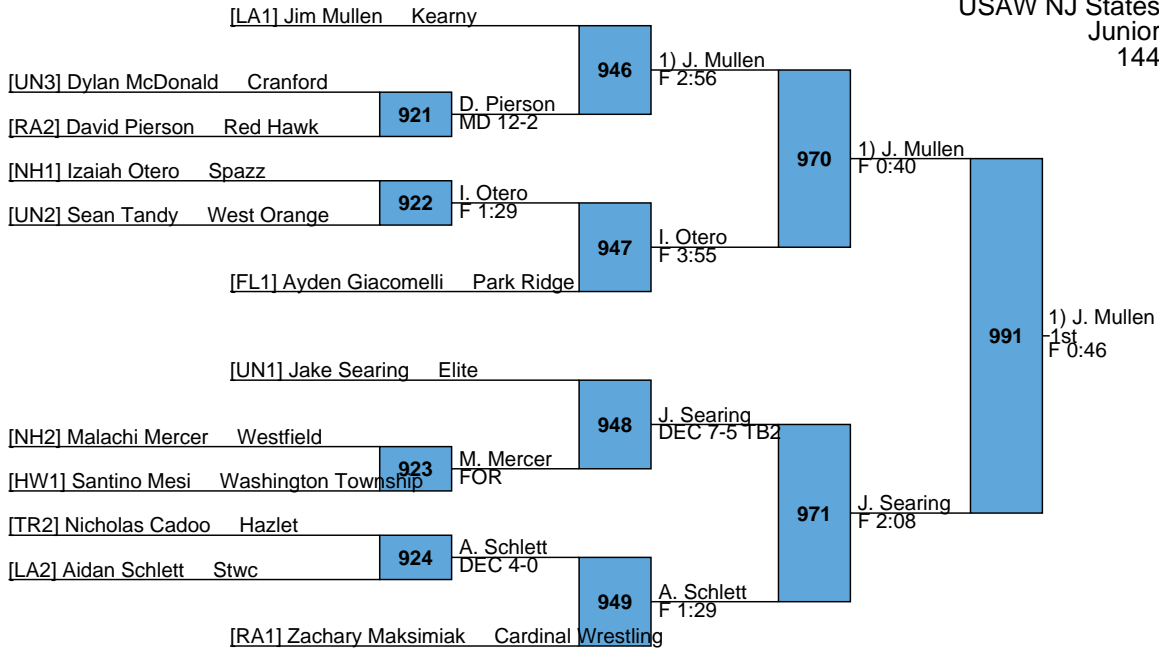 USAW NJ States
Junior
144
[LA1] Jim Mullen Kearny
946
1) J. Mullen
F 2:56
[UN3] Dylan McDonald Cranford
921
D. Pierson
MD 12-2
[RA2] David Pierson Red Hawk
970
1) J. Mullen
F 0:40
[NH1] Izaiah Otero Spazz
922
I. Otero
F 1:29
[UN2] Sean Tandy West Orange
947
I. Otero
F 3:55
[FL1] Ayden Giacomelli Park Ridge
991
1) J. Mullen
1st
F 0:46
[UN1] Jake Searing Elite
948
J. Searing
DEC 7-5 TB2
[NH2] Malachi Mercer Westfield
923
M. Mercer
FOR
[HW1] Santino Mesi Washington Township
971
J. Searing
F 2:08
[TR2] Nicholas Cadoo Hazlet
924
A. Schlett
DEC 4-0
[LA2] Aidan Schlett Stwc
949
A. Schlett
F 1:29
[RA1] Zachary Maksimiak Cardinal Wrestling